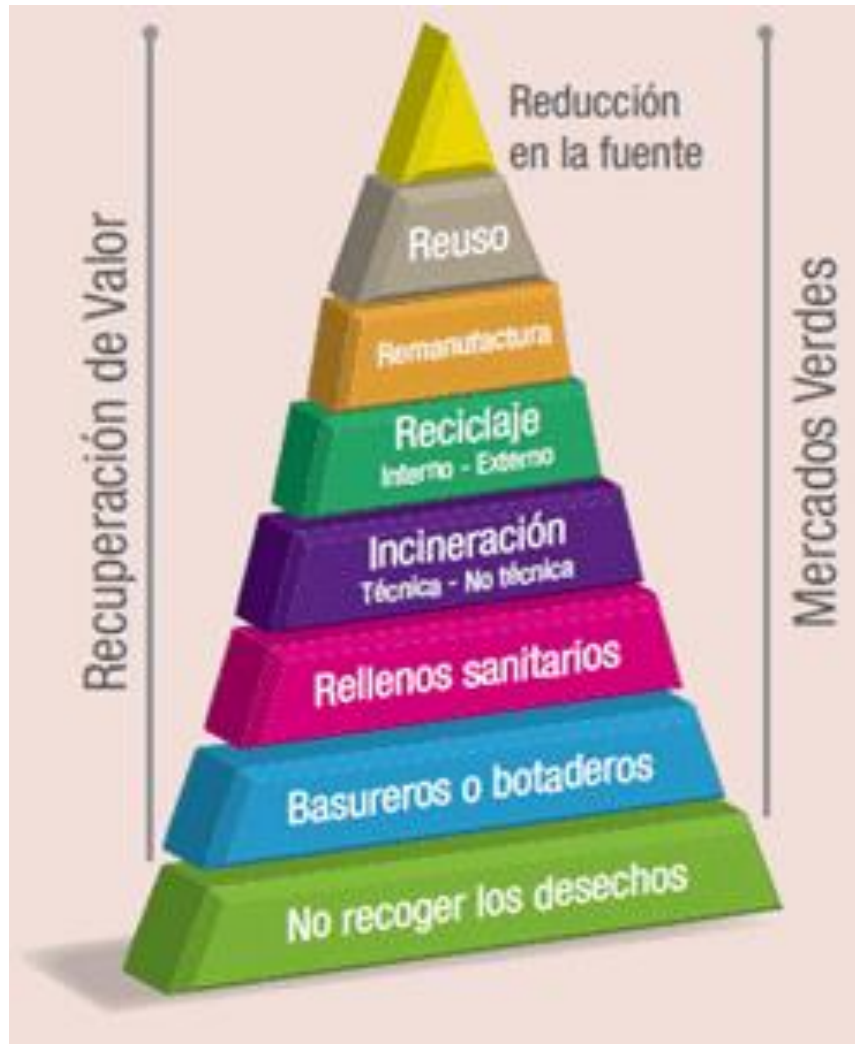 Reducción
en la fuente
Reuso
Remanufactura
Reciclaje
Interno - Externo
Incineración
Técnica - No técnica
Rellenos sanitarios
Basureros o botaderos
No recoger los desechos
Recuperación de Valor
Mercados Verdes